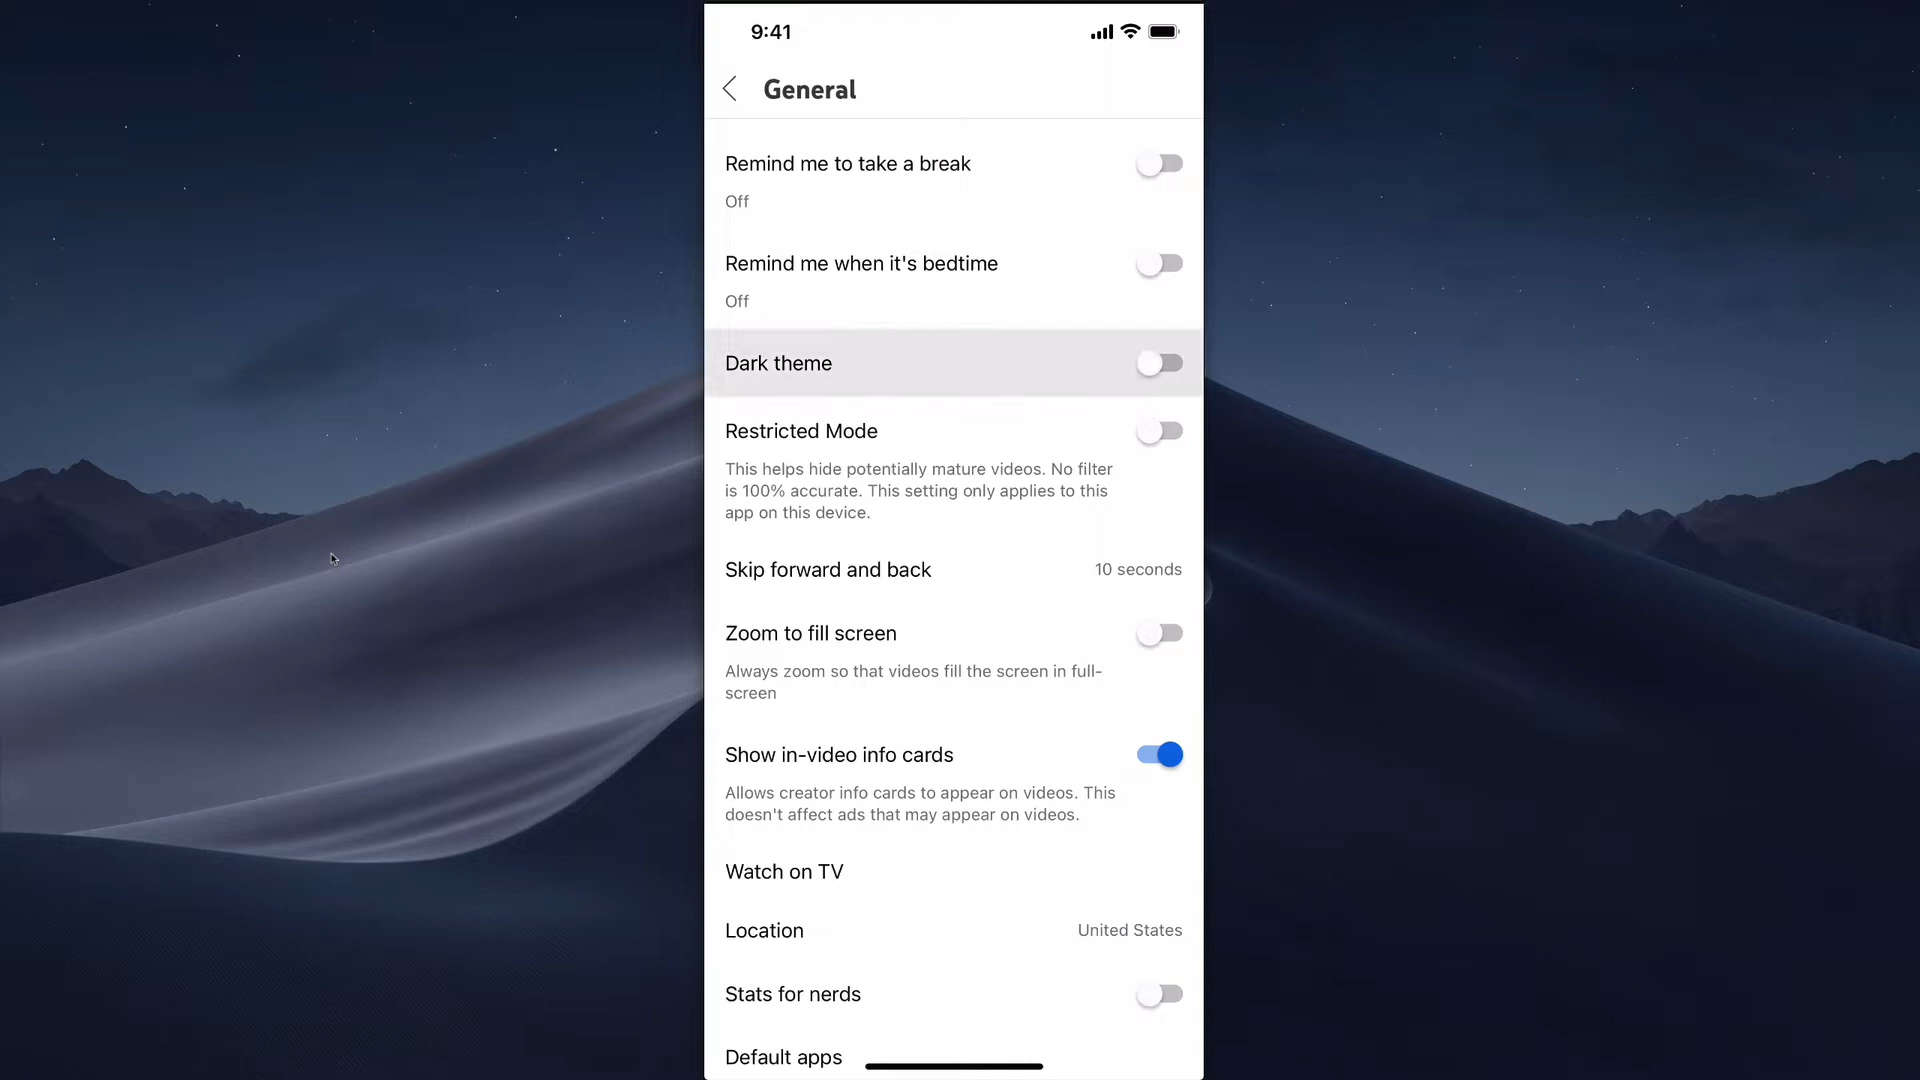 9:41
General
Remind me to take a break
Off
Remind me when it's bedtime
Off
Dark theme
Restricted Mode
This helps hide potentially mature videos. No filter
is 100% accurate. This setting only applies to this
app on this device.
Skip forward and back 10 seconds
Zoom to fill screen
Always zoom so that videos fill the screen in full-
screen
Show in-video info cards
Allows creator info cards to appear on videos. This
doesn't affect ads that may appear on videos.
Watch on TV
Location United States
Stats for nerds
Default apps